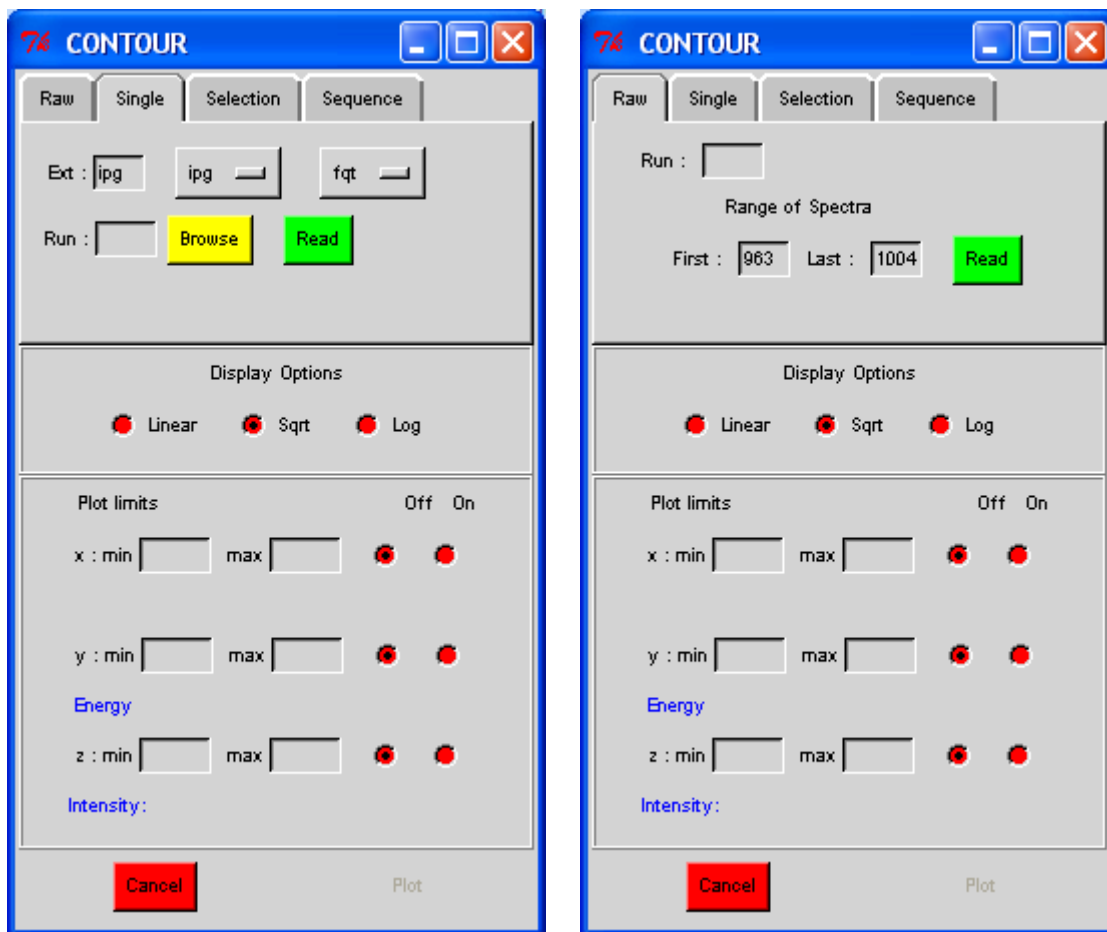 CONTOUR
Raw Single Selection Sequence
Ext : ipg ipg fqt
Run : Browse Read
Display Options
Linear Sqrt Log
Plot limits Off On
x : min max
y : min max
Energy
z : min max
Intensity:
Cancel Plot
CONTOUR
Raw Single Selection Sequence
Run :
Range of Spectra
First : 963 Last : 1004 Read
Display Options
Linear Sqrt Log
Plot limits Off On
x : min max
y : min max
Energy
z : min max
Intensity:
Cancel Plot